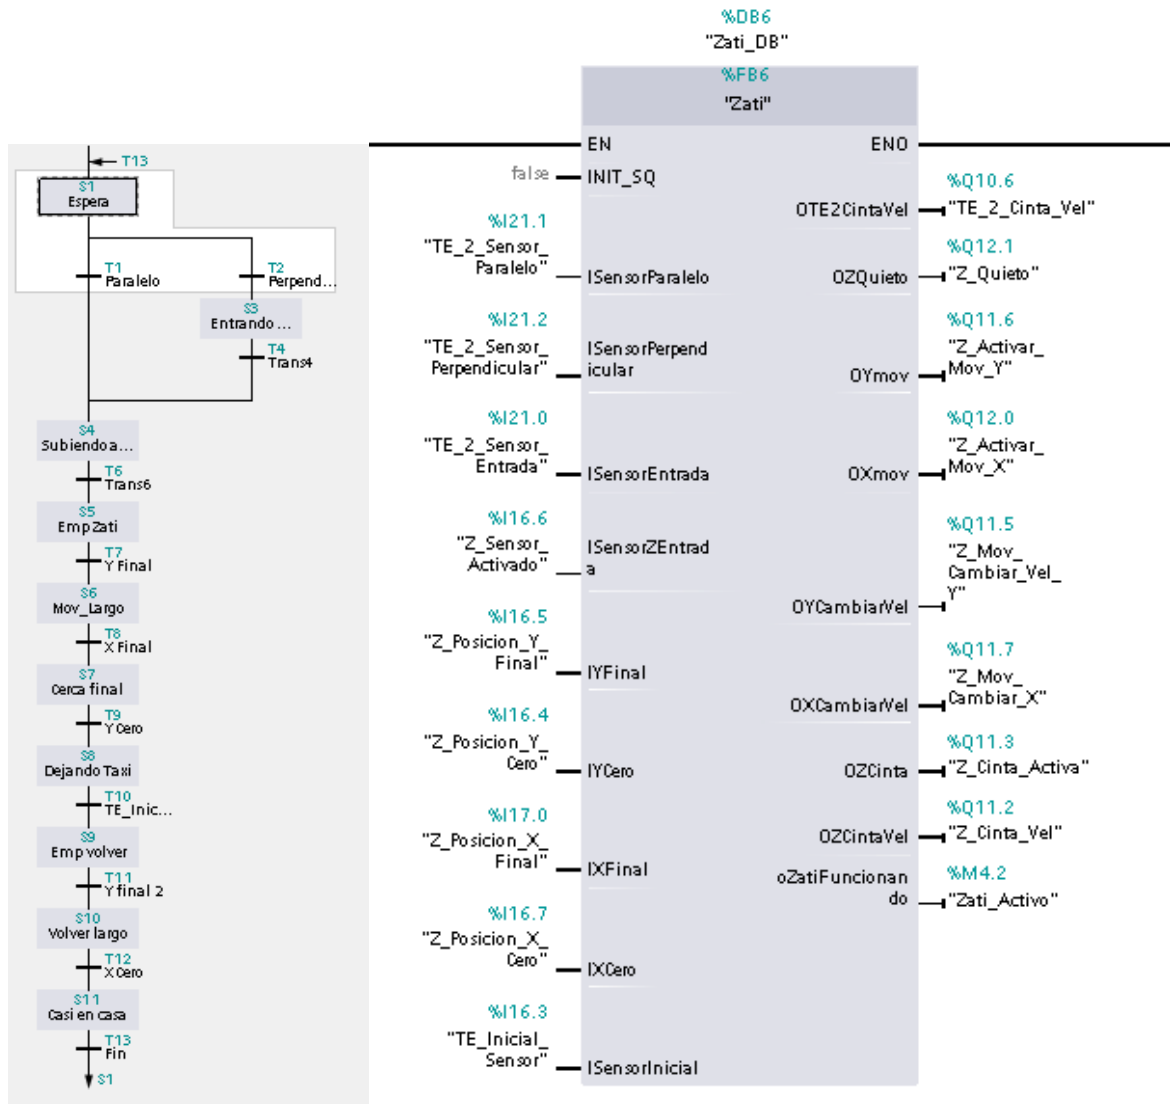 T13
S1
Espera
T1
Paralelo
T2
Perpend...
S3
Entrando ...
T4
Trans4
S4
Subiendo a...
T6
Trans6
S5
Emp Zati
T7
Y Final
S6
Mov_Largo
T8
X Final
S7
Cerca final
T9
Y Cero
S8
Dejando Taxi
T10
TE_Inic...
S9
Emp volver
T11
Y final 2
S10
Volver largo
T12
X Cero
S11
Casi en casa
T13
Fin
S1
%DB6
"Zati_DB"
%FB6
"Zati"
EN
ENO
false
INIT_SQ
%I21.1
"TE_2_Sensor_
Paralelo"
ISensorParalelo
%I21.2
"TE_2_Sensor_
Perpendicular"
ISensorPerpend
icular
%I21.0
"TE_2_Sensor_
Entrada"
ISensorEntrada
%I16.6
"Z_Sensor_
Activado"
ISensorZEntrad
a
%I16.5
"Z_Posicion_Y_
Final"
IYFinal
%I16.4
"Z_Posicion_Y_
Cero"
IYCero
%I17.0
"Z_Posicion_X_
Final"
IXFinal
%I16.7
"Z_Posicion_X_
Cero"
IXCero
%I16.3
"TE_Inicial_
Sensor"
ISensorInicial
OTE2CintaVel
%Q10.6
"TE_2_Cinta_Vel"
OZQuieto
%Q12.1
"Z_Quieto"
OYmov
%Q11.6
"Z_Activar_
Mov_Y"
OXmov
%Q12.0
"Z_Activar_
Mov_X"
OYCambiarVel
%Q11.5
"Z_Mov_
Cambiar_Vel_
Y"
OXCambiarVel
%Q11.7
"Z_Mov_
Cambiar_X"
OZCinta
%Q11.3
"Z_Cinta_Activa"
OZCintaVel
%Q11.2
"Z_Cinta_Vel"
oZatiFuncionan
do
%M4.2
"Zati_Activo"